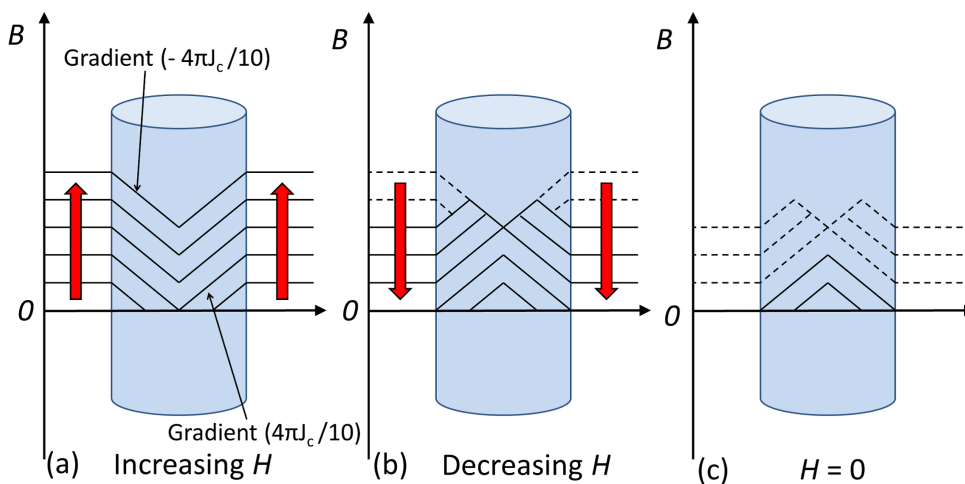 B
Gradient (- 4πJc/10)
0
Gradient (4πJc/10)
(a) Increasing H
B
0
(b) Decreasing H
B
0
(c) H = 0